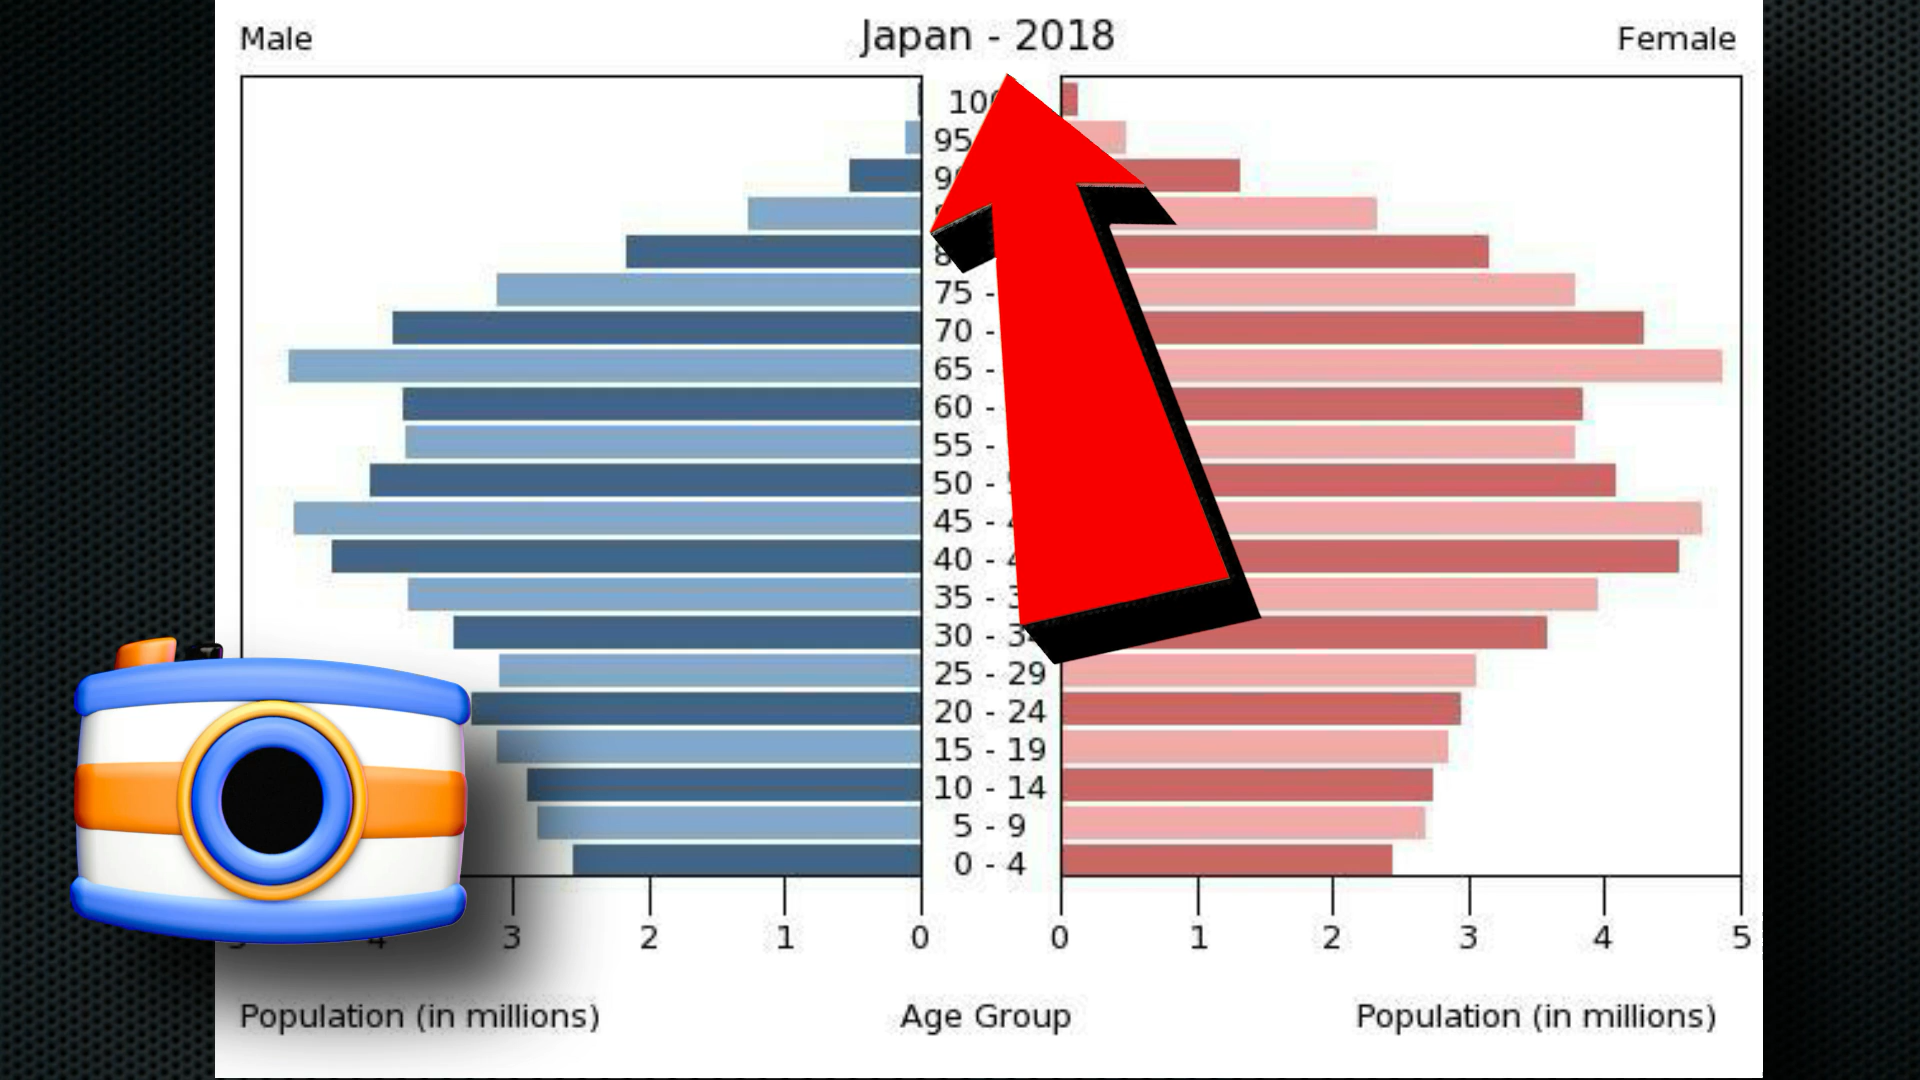 Male
Japan - 2018
Female
95
75 -
70 -
65 -
60 -
55 -
50 -
45 -
40 -
35 -
30 -
25 - 29
20 - 24
15 - 19
10 - 14
5 - 9
0 - 4
3 2 1 0 0 1 2 3 4 5
Population (in millions)
Age Group
Population (in millions)